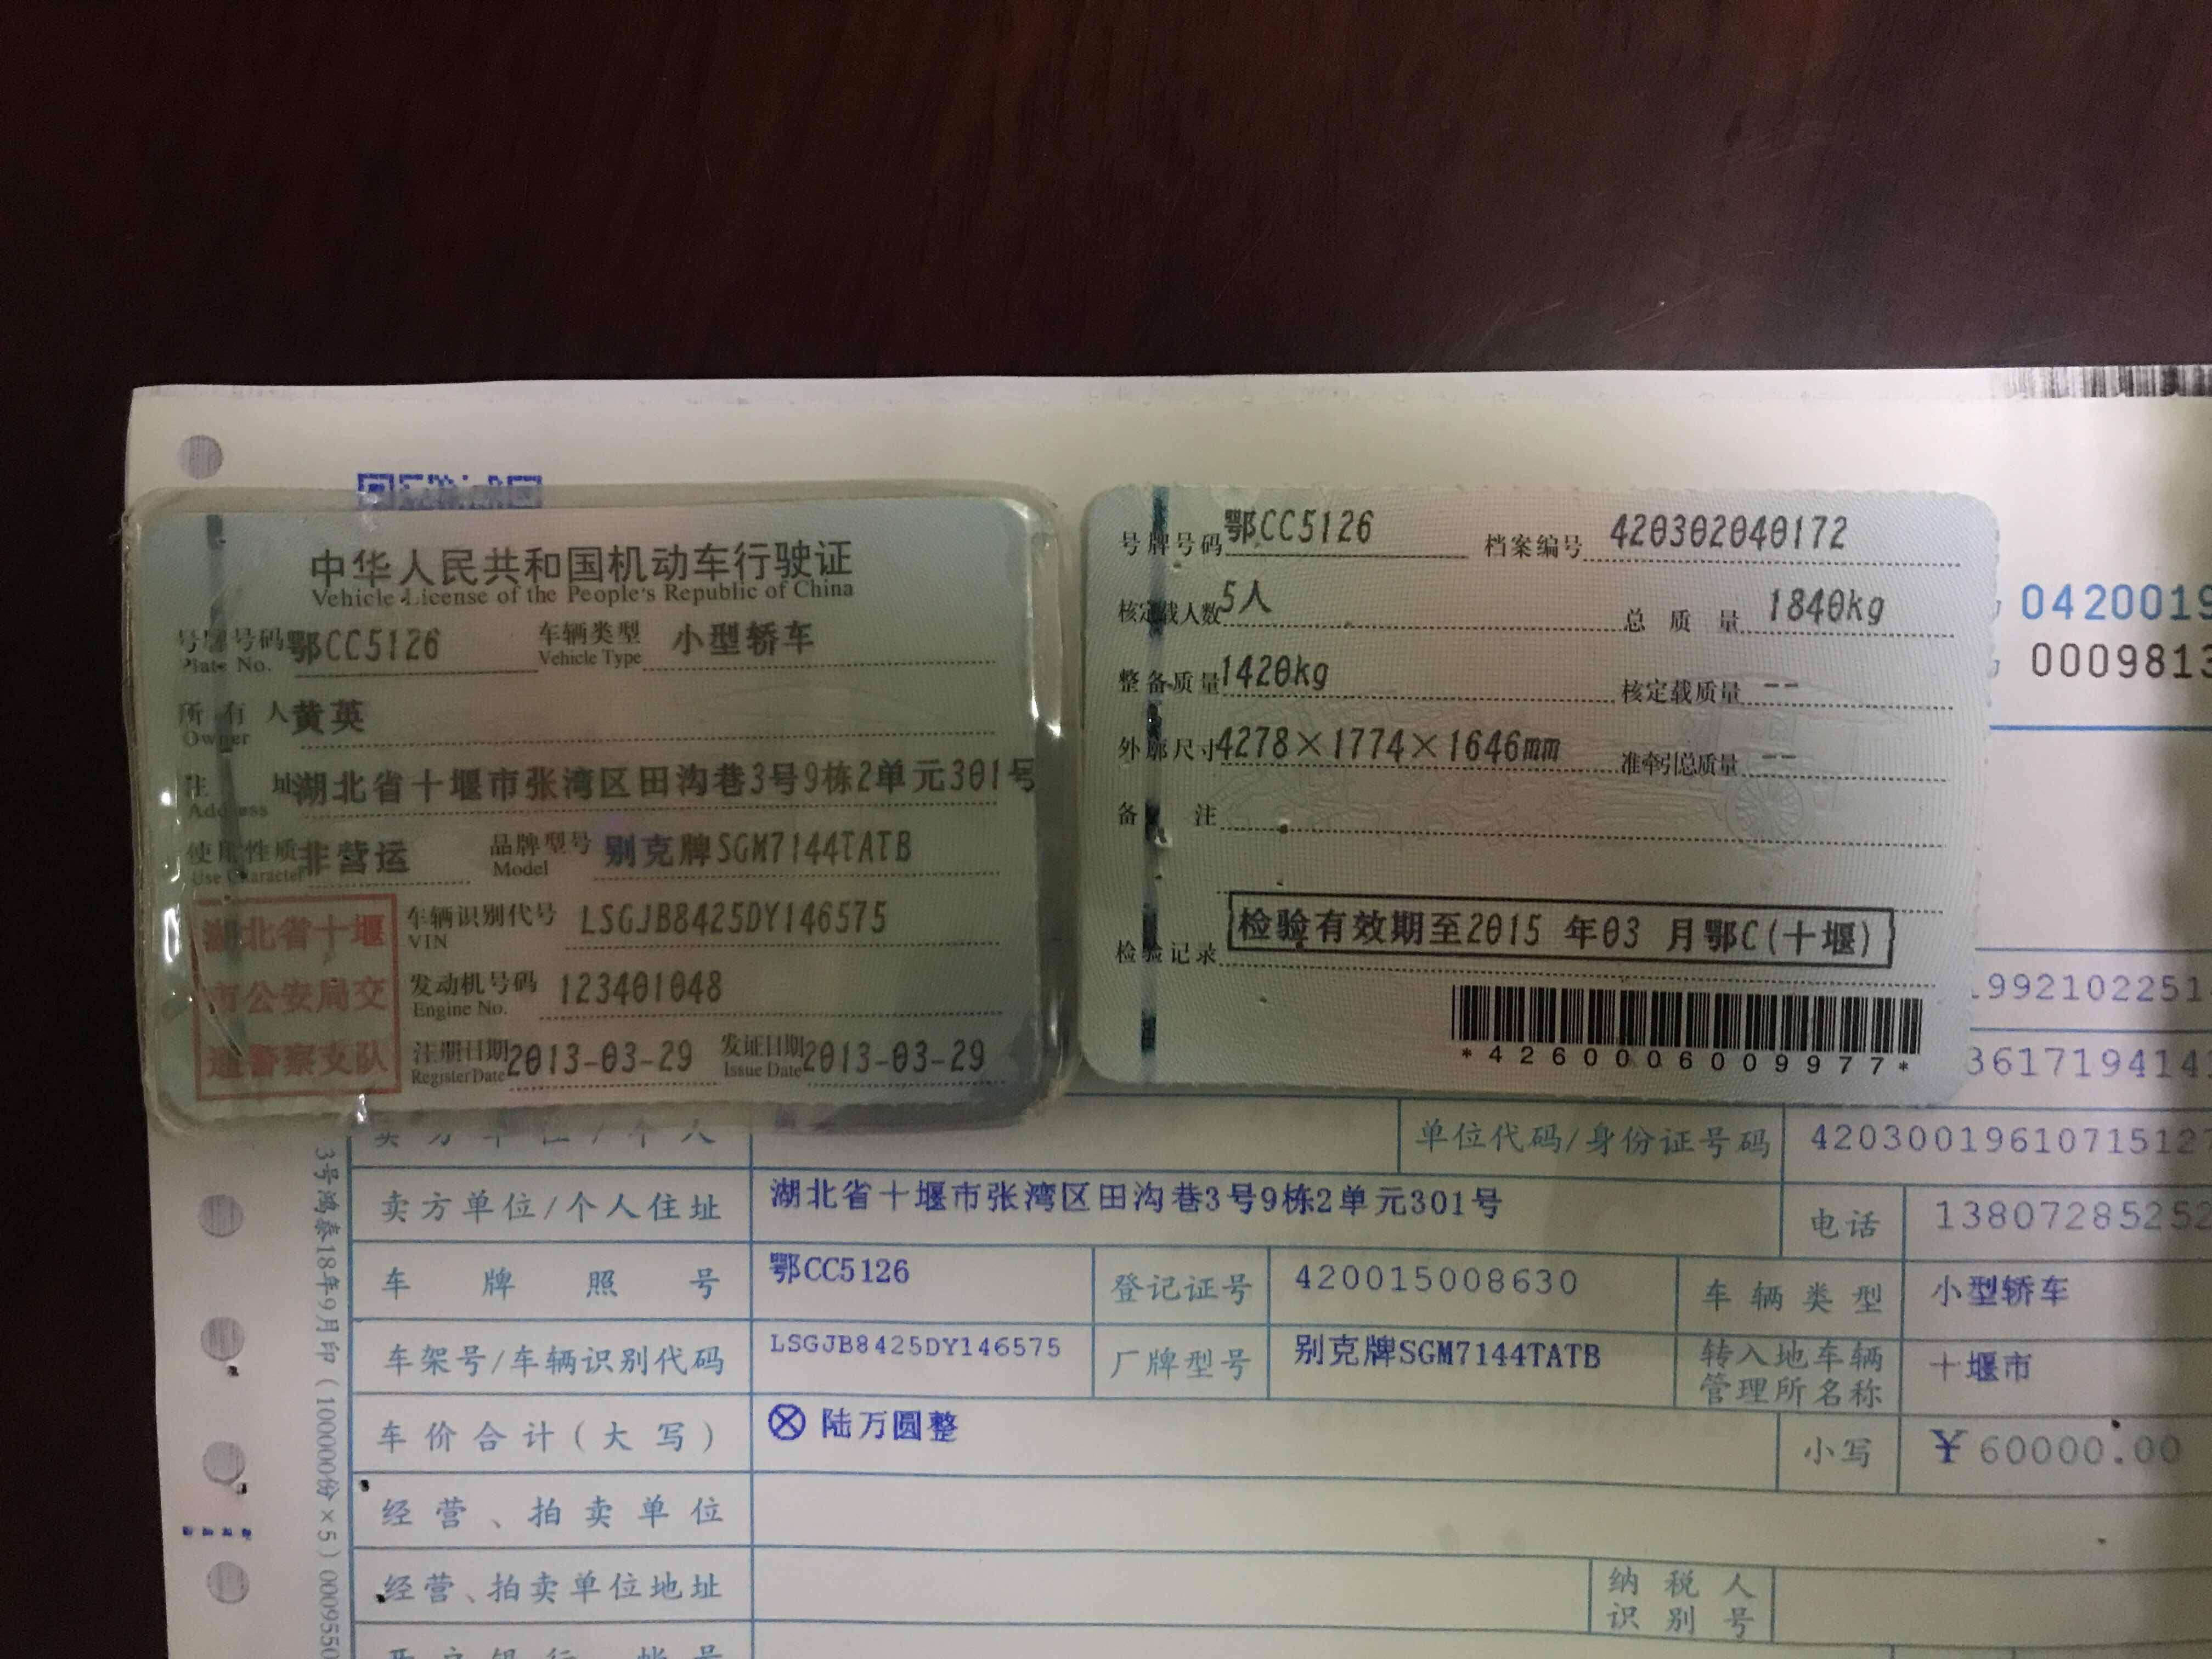 中华人民共和国机动车行驶证
Vehicle License of the People's Republic of China
号牌号码 鄂CC5126 车辆类型 小型轿车
Plate No. Vehicle Type
所有人 黄英
Owner
住址 湖北省十堰市张湾区田沟巷3号9栋2单元301号
Address
使用性质 非营运 品牌型号 别克牌SGM7144TATB
Use Character Model
湖北省十堰
市公安局交
通警察支队
车辆识别代号 LSGJB8425DY146575
VIN
发动机号码 123401048
Engine No.
注册日期 2013-03-29 发证日期 2013-03-29
Register Date Issue Date
号牌号码 鄂CC5126 档案编号 420302040172
核定载人数 5人 总质量 1840kg
整备质量 1420kg 核定载质量 --
外廓尺寸 4278×1774×1646mm 准牵引总质量 --
备注
检验记录 检验有效期至2015 年03 月鄂C(十堰)
*4260006009977*
0420019
0009813
992102251
361719414
单位代码/身份证号码 42030019610715127
卖方单位/个人住址 湖北省十堰市张湾区田沟巷3号9栋2单元301号 电话 13807285252
车牌照号 鄂CC5126 登记证号 420015008630 车辆类型 小型轿车
车架号/车辆识别代码 LSGJB8425DY146575 厂牌型号 别克牌SGM7144TATB 转入地车辆管理所名称 十堰市
车价合计(大写) ⊗ 陆万圆整 小写 ¥60000.00
经营、拍卖单位
经营、拍卖单位地址 纳税人识别号